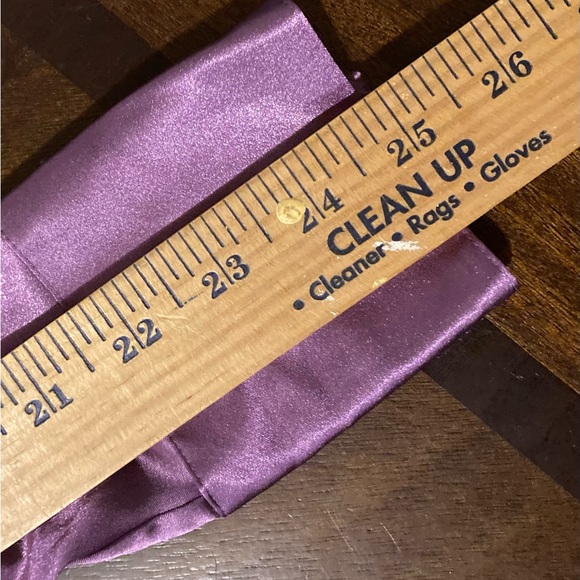 21 22 23 24 25 26
CLEAN UP
• Cleaner • Rags • Gloves